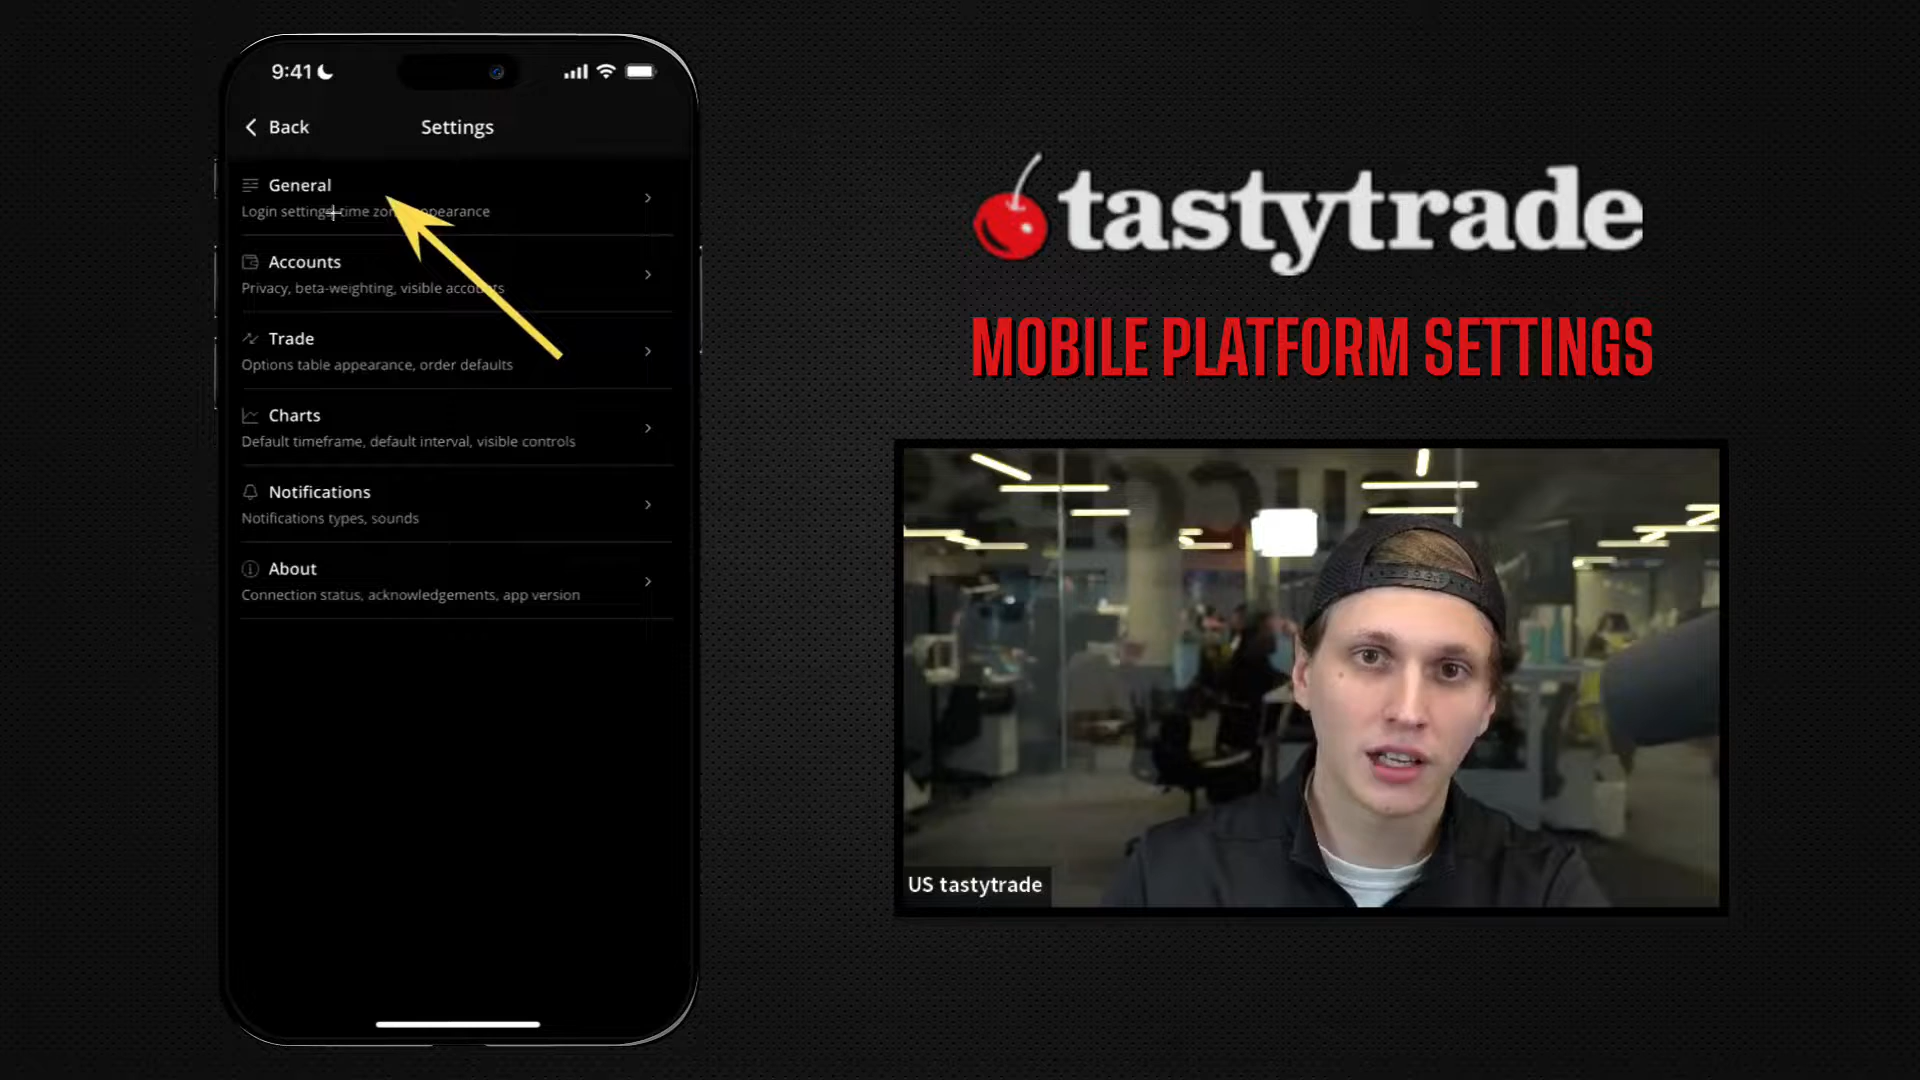 9:41
Back
Settings
General
Login settings, time zone, appearance
Accounts
Privacy, beta-weighting, visible accounts
Trade
Options table appearance, order defaults
Charts
Default timeframe, default interval, visible controls
Notifications
Notifications types, sounds
About
Connection status, acknowledgements, app version
tastytrade
MOBILE PLATFORM SETTINGS
US tastytrade